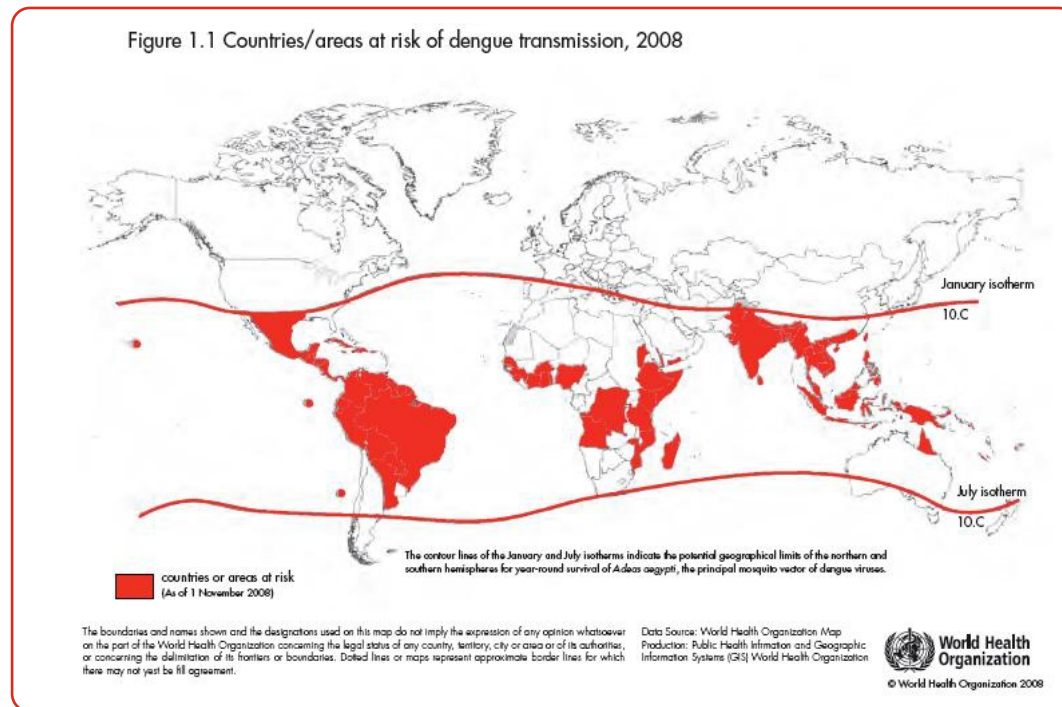 Figure 1.1 Countries/areas at risk of dengue transmission, 2008
January isotherm
10.C
July isotherm
10.C
The contour lines of the January and July isotherms indicate the potential geographical limits of the northern and
southern hemispheres for year-round survival of Adeas aegypti, the principal mosquito vector of dengue viruses.
countries or areas at risk
(As of 1 November 2008)
The boundaries and names shown and the designations used on this map do not imply the expression of any opinion whatsoever
on the part of the World Health Organization concerning the legal status of any country, territory, city or area or of its authorities,
or concerning the delimitation of its frontiers or boundaries. Dotted lines or maps represent approximate border lines for which
there may not yest be fill agreement.
Data Source: World Health Organization Map
Production: Public Health Infrmation and Geographic
Information Systems (GIS) World Health Organization
World Health
Organization
© World Health Organization 2008